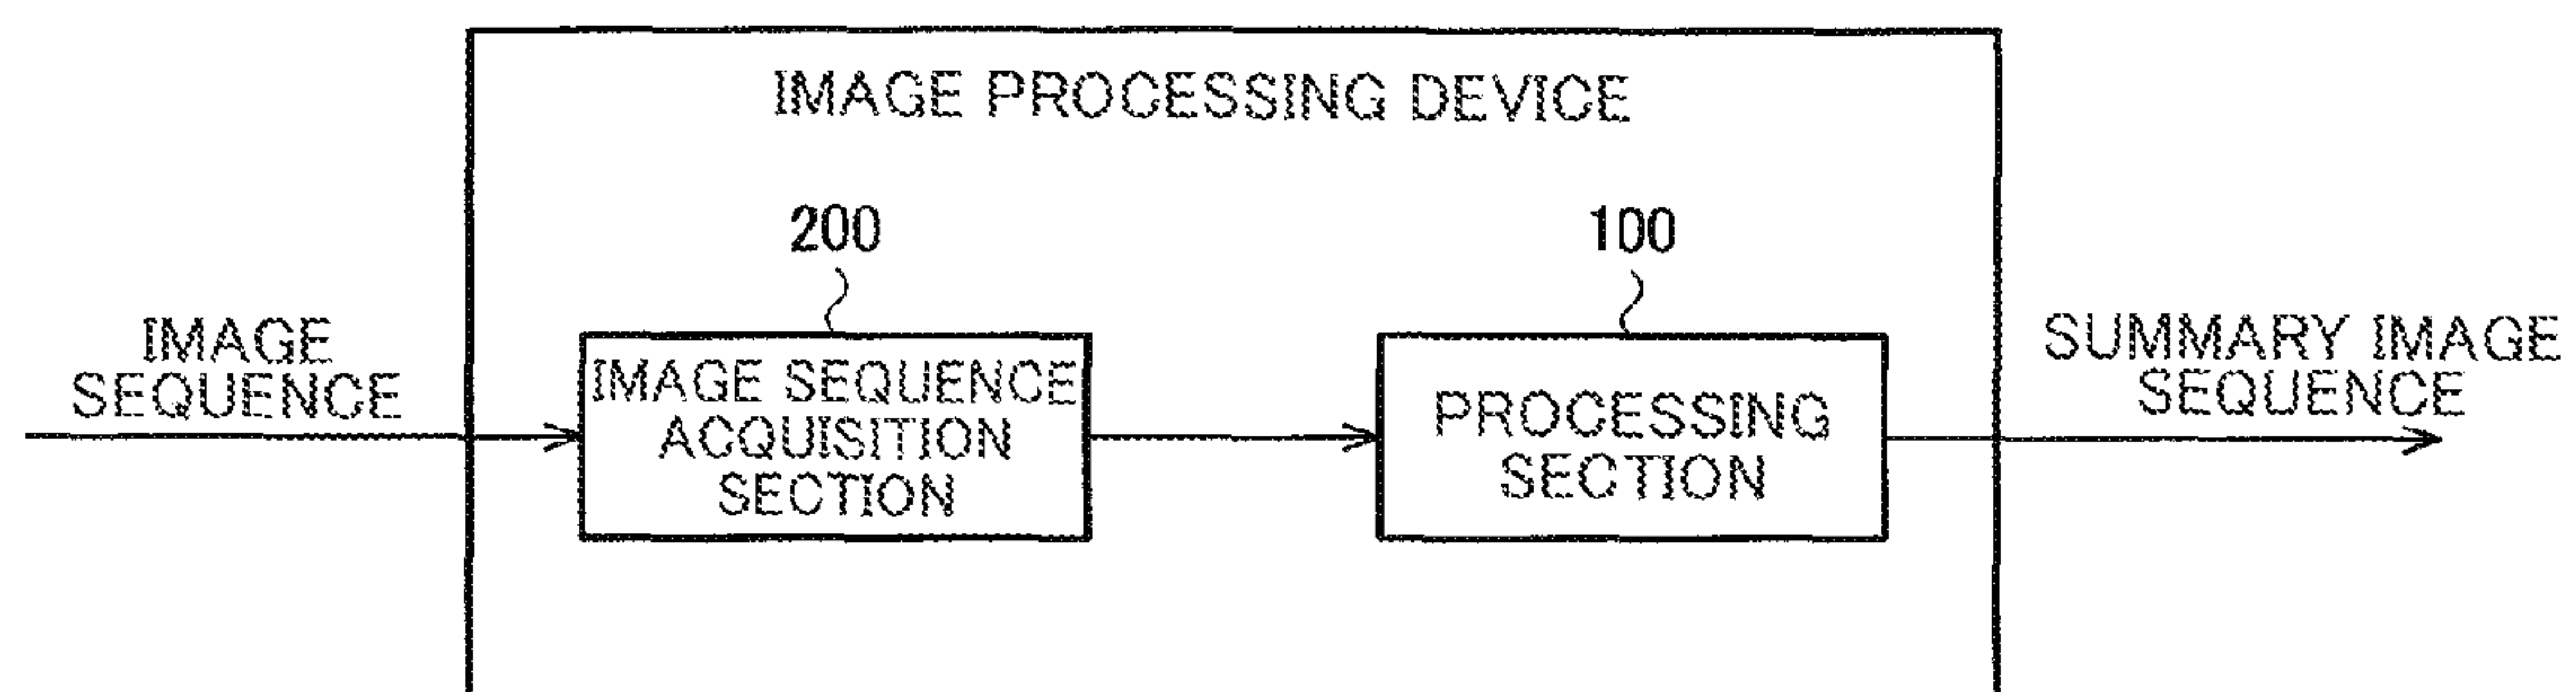 IMAGE PROCESSING DEVICE
200
100
IMAGE
SEQUENCE
IMAGE SEQUENCE
ACQUISITION
SECTION
PROCESSING
SECTION
SUMMARY IMAGE
SEQUENCE